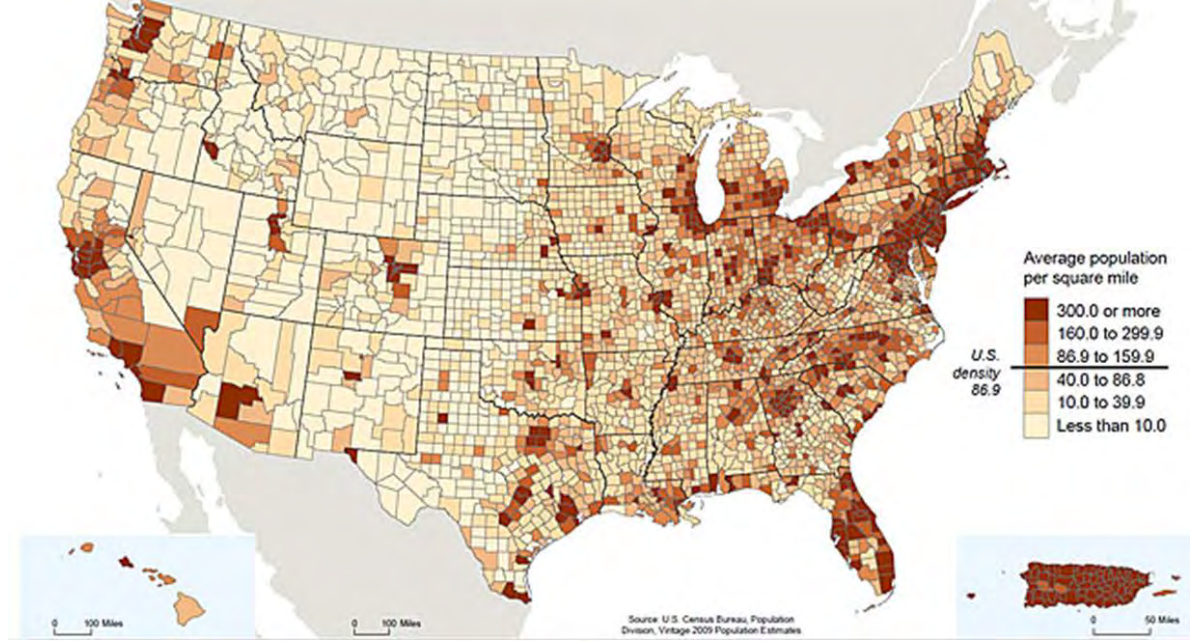 Average population
per square mile
300.0 or more
160.0 to 299.9
86.9 to 159.9
U.S.
density
86.9
40.0 to 86.8
10.0 to 39.9
Less than 10.0
0 100 Miles
0 100 Miles
Source: U.S. Census Bureau, Population
Division, Vintage 2009 Population Estimates
0 50 Miles